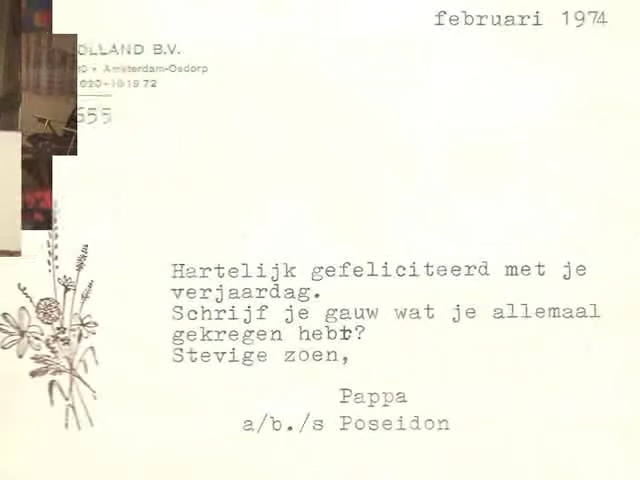 februari 1974
OLLAND B.V.
Amsterdam-Osdorp
020-101972
655
Hartelijk gefeliciteerd met je
verjaardag.
Schrijf je gauw wat je allemaal
gekregen hebt?
Stevige zoen,
Pappa
a/b./s Poseidon